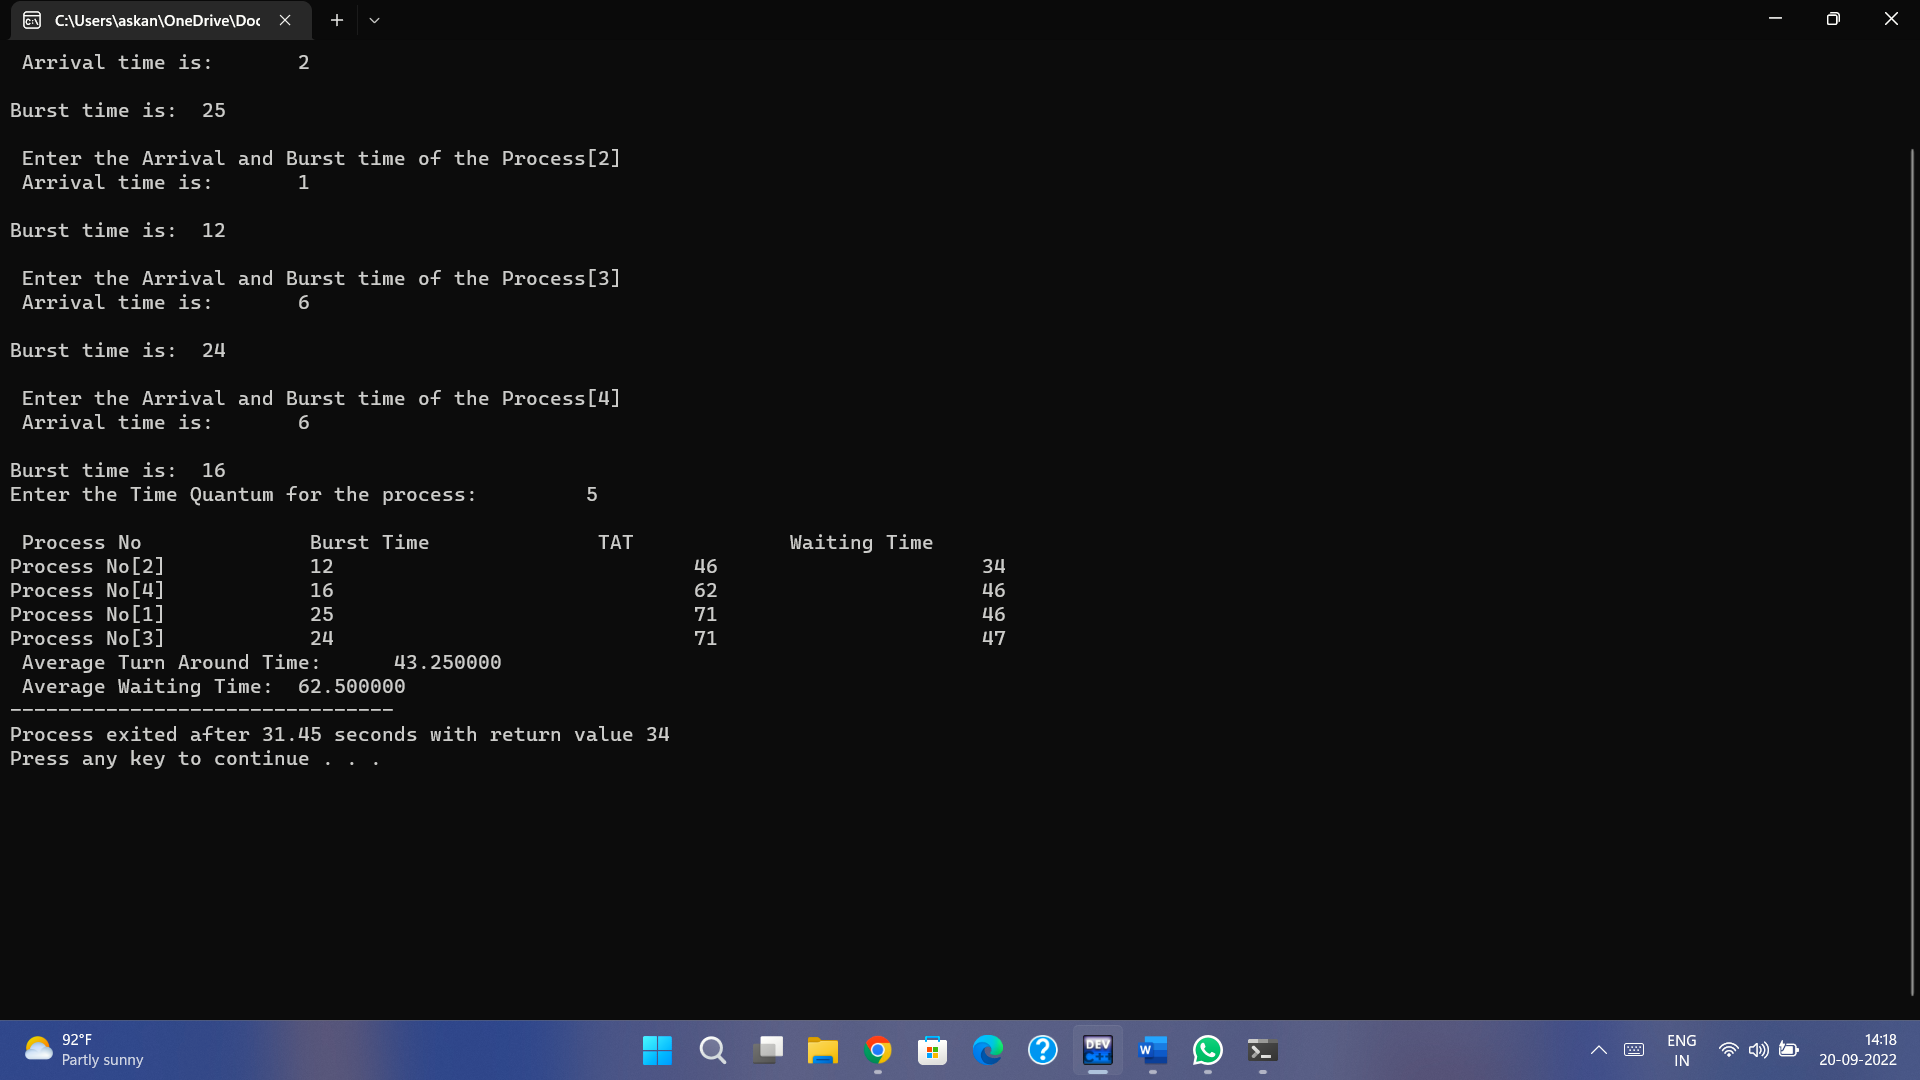 C:\Users\askan\OneDrive\Doc
Arrival time is: 2
Burst time is: 25
Enter the Arrival and Burst time of the Process[2]
Arrival time is: 1
Burst time is: 12
Enter the Arrival and Burst time of the Process[3]
Arrival time is: 6
Burst time is: 24
Enter the Arrival and Burst time of the Process[4]
Arrival time is: 6
Burst time is: 16
Enter the Time Quantum for the process: 5
Process No Burst Time TAT Waiting Time
Process No[2] 12 46 34
Process No[4] 16 62 46
Process No[1] 25 71 46
Process No[3] 24 71 47
Average Turn Around Time: 43.250000
Average Waiting Time: 62.500000
--------------------------------
Process exited after 31.45 seconds with return value 34
Press any key to continue . . .
92°F
Partly sunny
DEV
C++
W
ENG
IN
14:18
20-09-2022